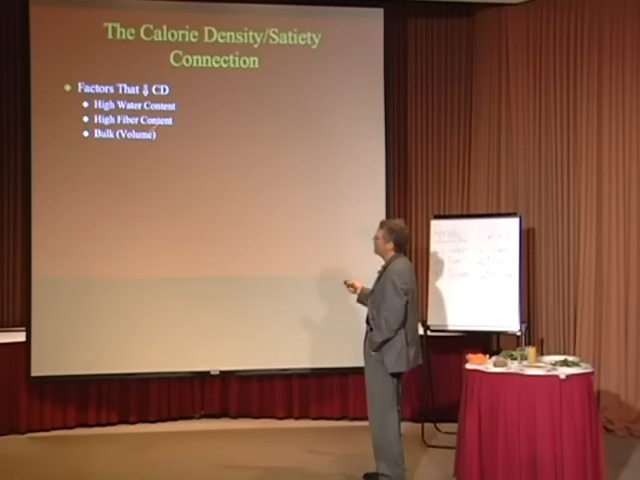 The Calorie Density/Satiety
Connection
Factors That ⇩ CD
High Water Content
High Fiber Content
Bulk (Volume)